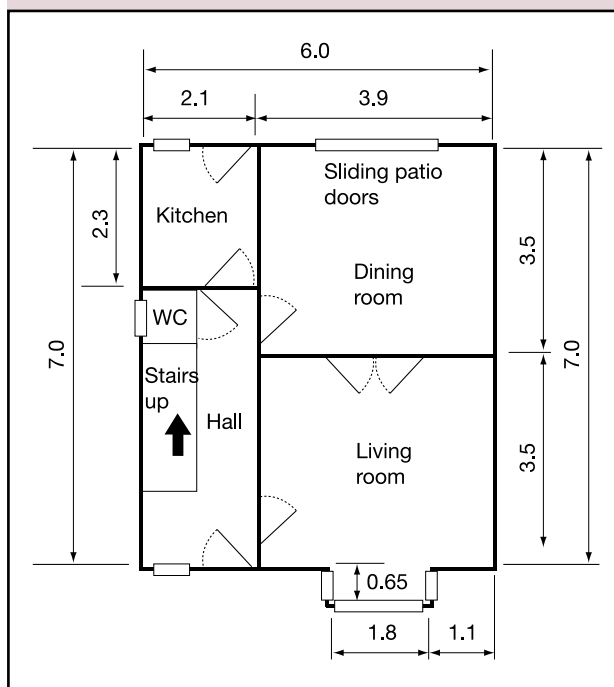 6.0
2.1
3.9
Sliding patio
doors
Kitchen
2.3
3.5
Dining
room
WC
7.0
7.0
Stairs
up
Hall
Living
room
3.5
0.65
1.8
1.1